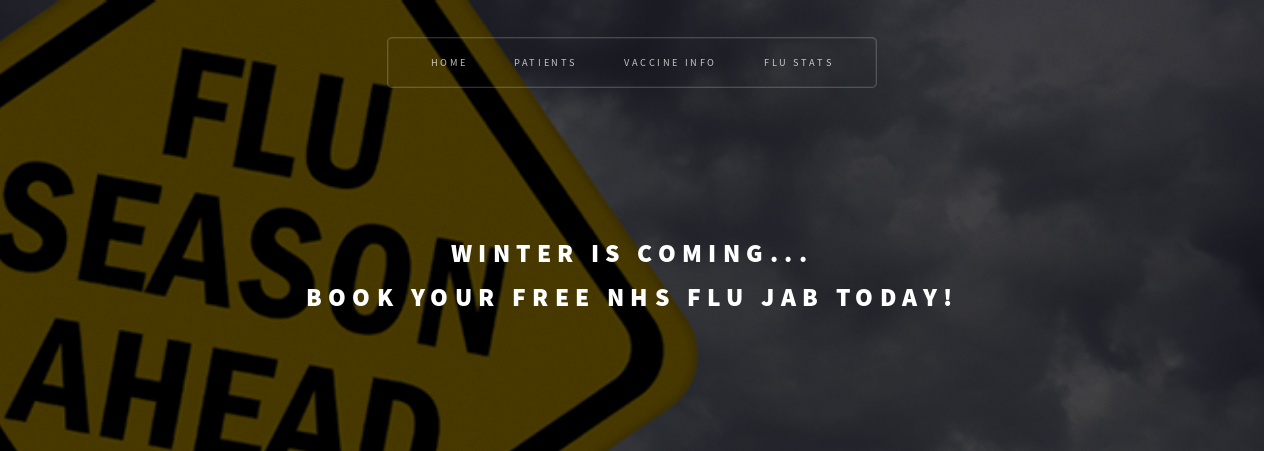 HOME PATIENTS VACCINE INFO FLU STATS
FLU
SEASON
AHEAD
WINTER IS COMING...
BOOK YOUR FREE NHS FLU JAB TODAY!